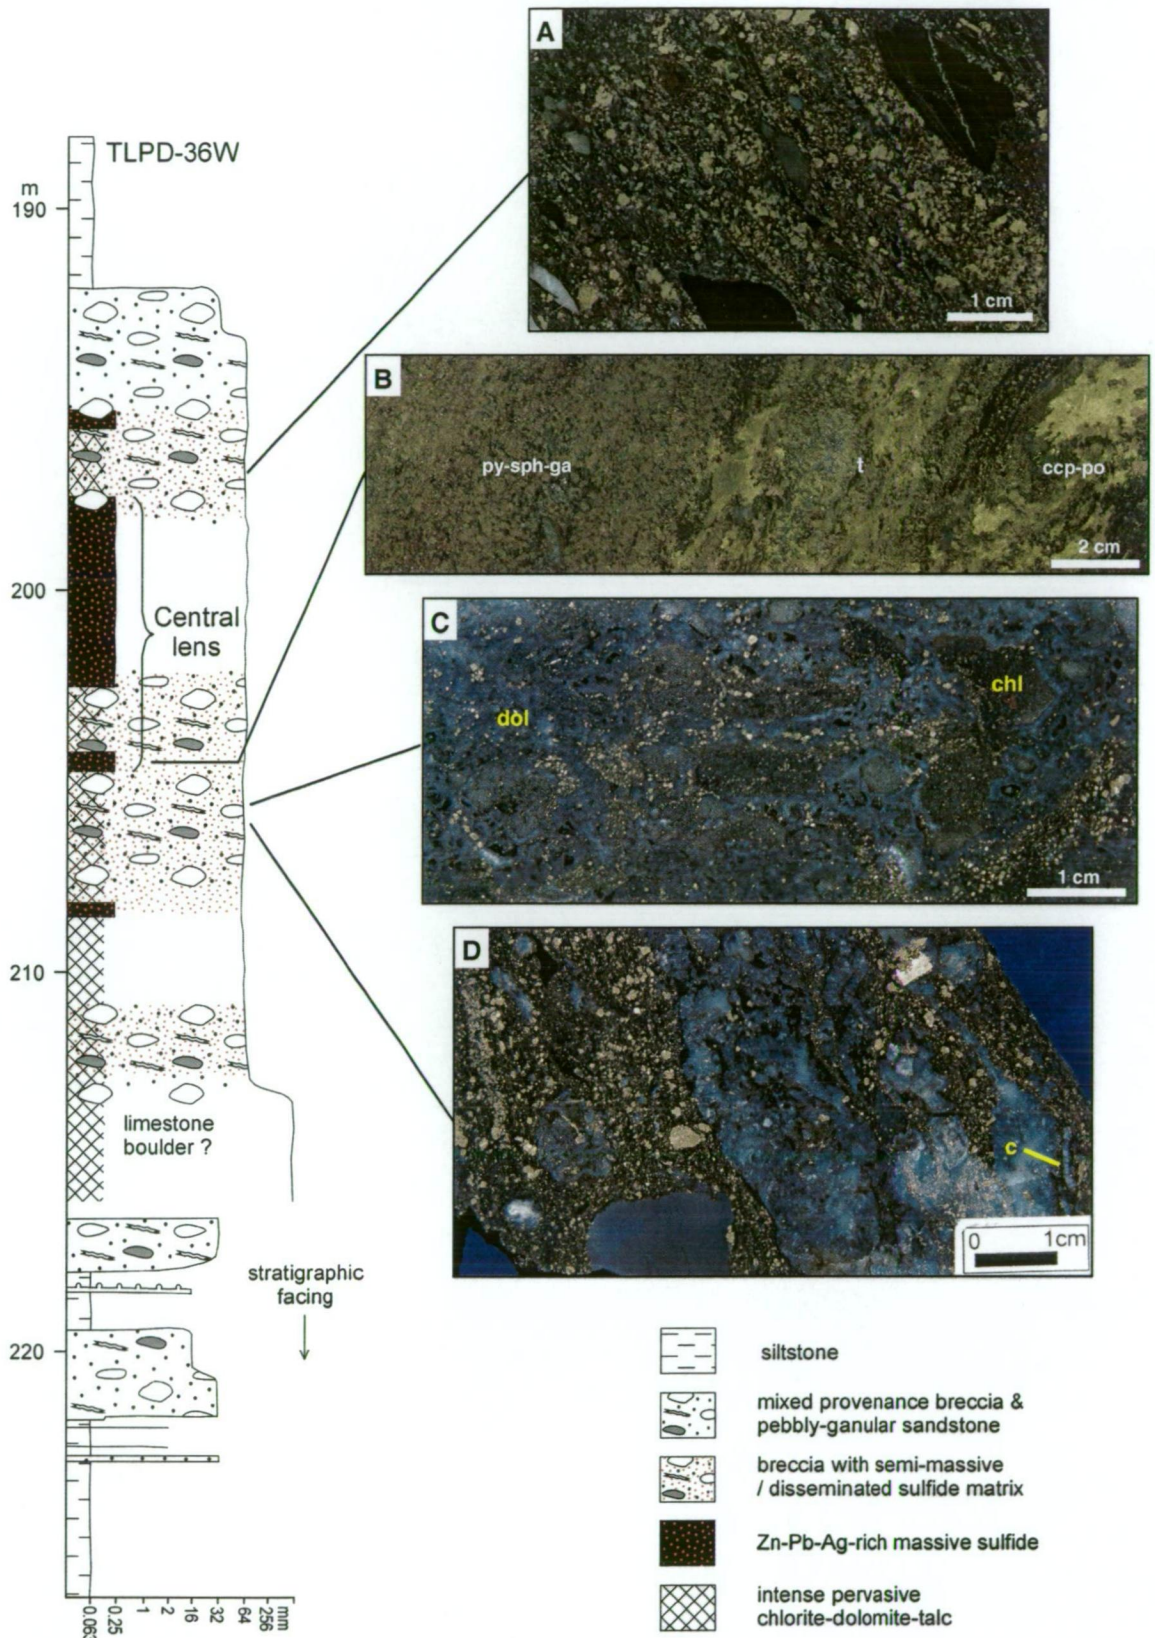 TLPD-36W
m
190
200
210
220
Central
lens
limestone
boulder ?
stratigraphic
facing
0.25
1
2
16
32
64
256
mm
A
1 cm
B
py-sph-ga
t
ccp-po
2 cm
C
dol
chl
1 cm
D
c
0 1cm
siltstone
mixed provenance breccia &
pebbly-ganular sandstone
breccia with semi-massive
/ disseminated sulfide matrix
Zn-Pb-Ag-rich massive sulfide
intense pervasive
chlorite-dolomite-talc